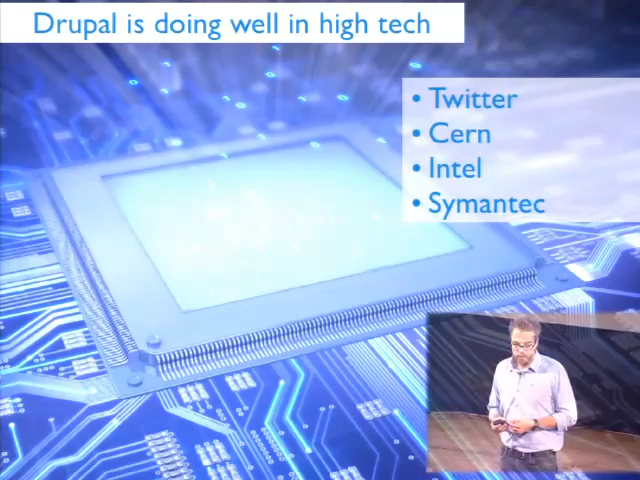 Drupal is doing well in high tech
• Twitter
• Cern
• Intel
• Symantec